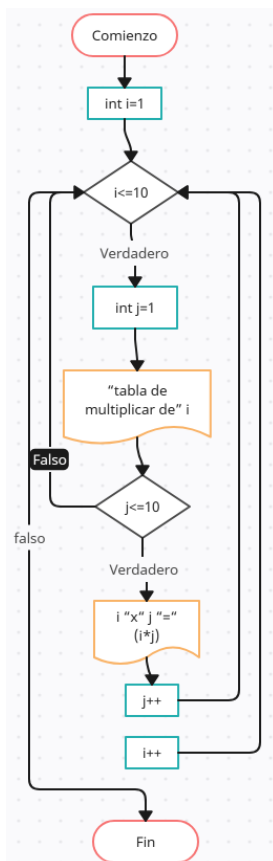 Comienzo
int i=1
i<=10
Verdadero
int j=1
“tabla de
multiplicar de” i
Falso
j<=10
falso
Verdadero
i “x” j “=“
(i*j)
j++
i++
Fin